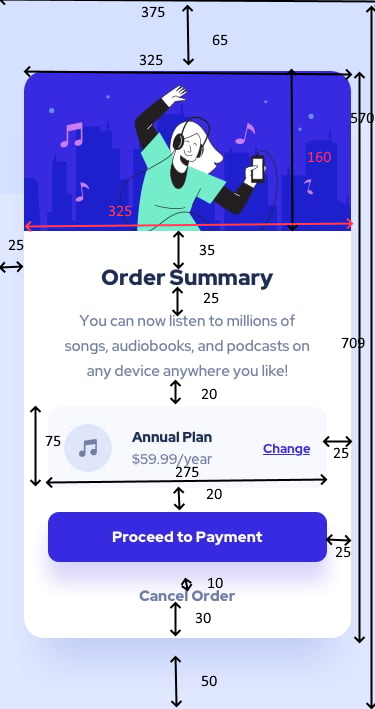 375
65
325
570
160
325
35
25
Order Summary
25
You can now listen to millions of
songs, audiobooks, and podcasts on
any device anywhere you like!
709
20
75
Annual Plan
$59.99/year
Change
25
275
20
Proceed to Payment
25
10
Cancel Order
30
50